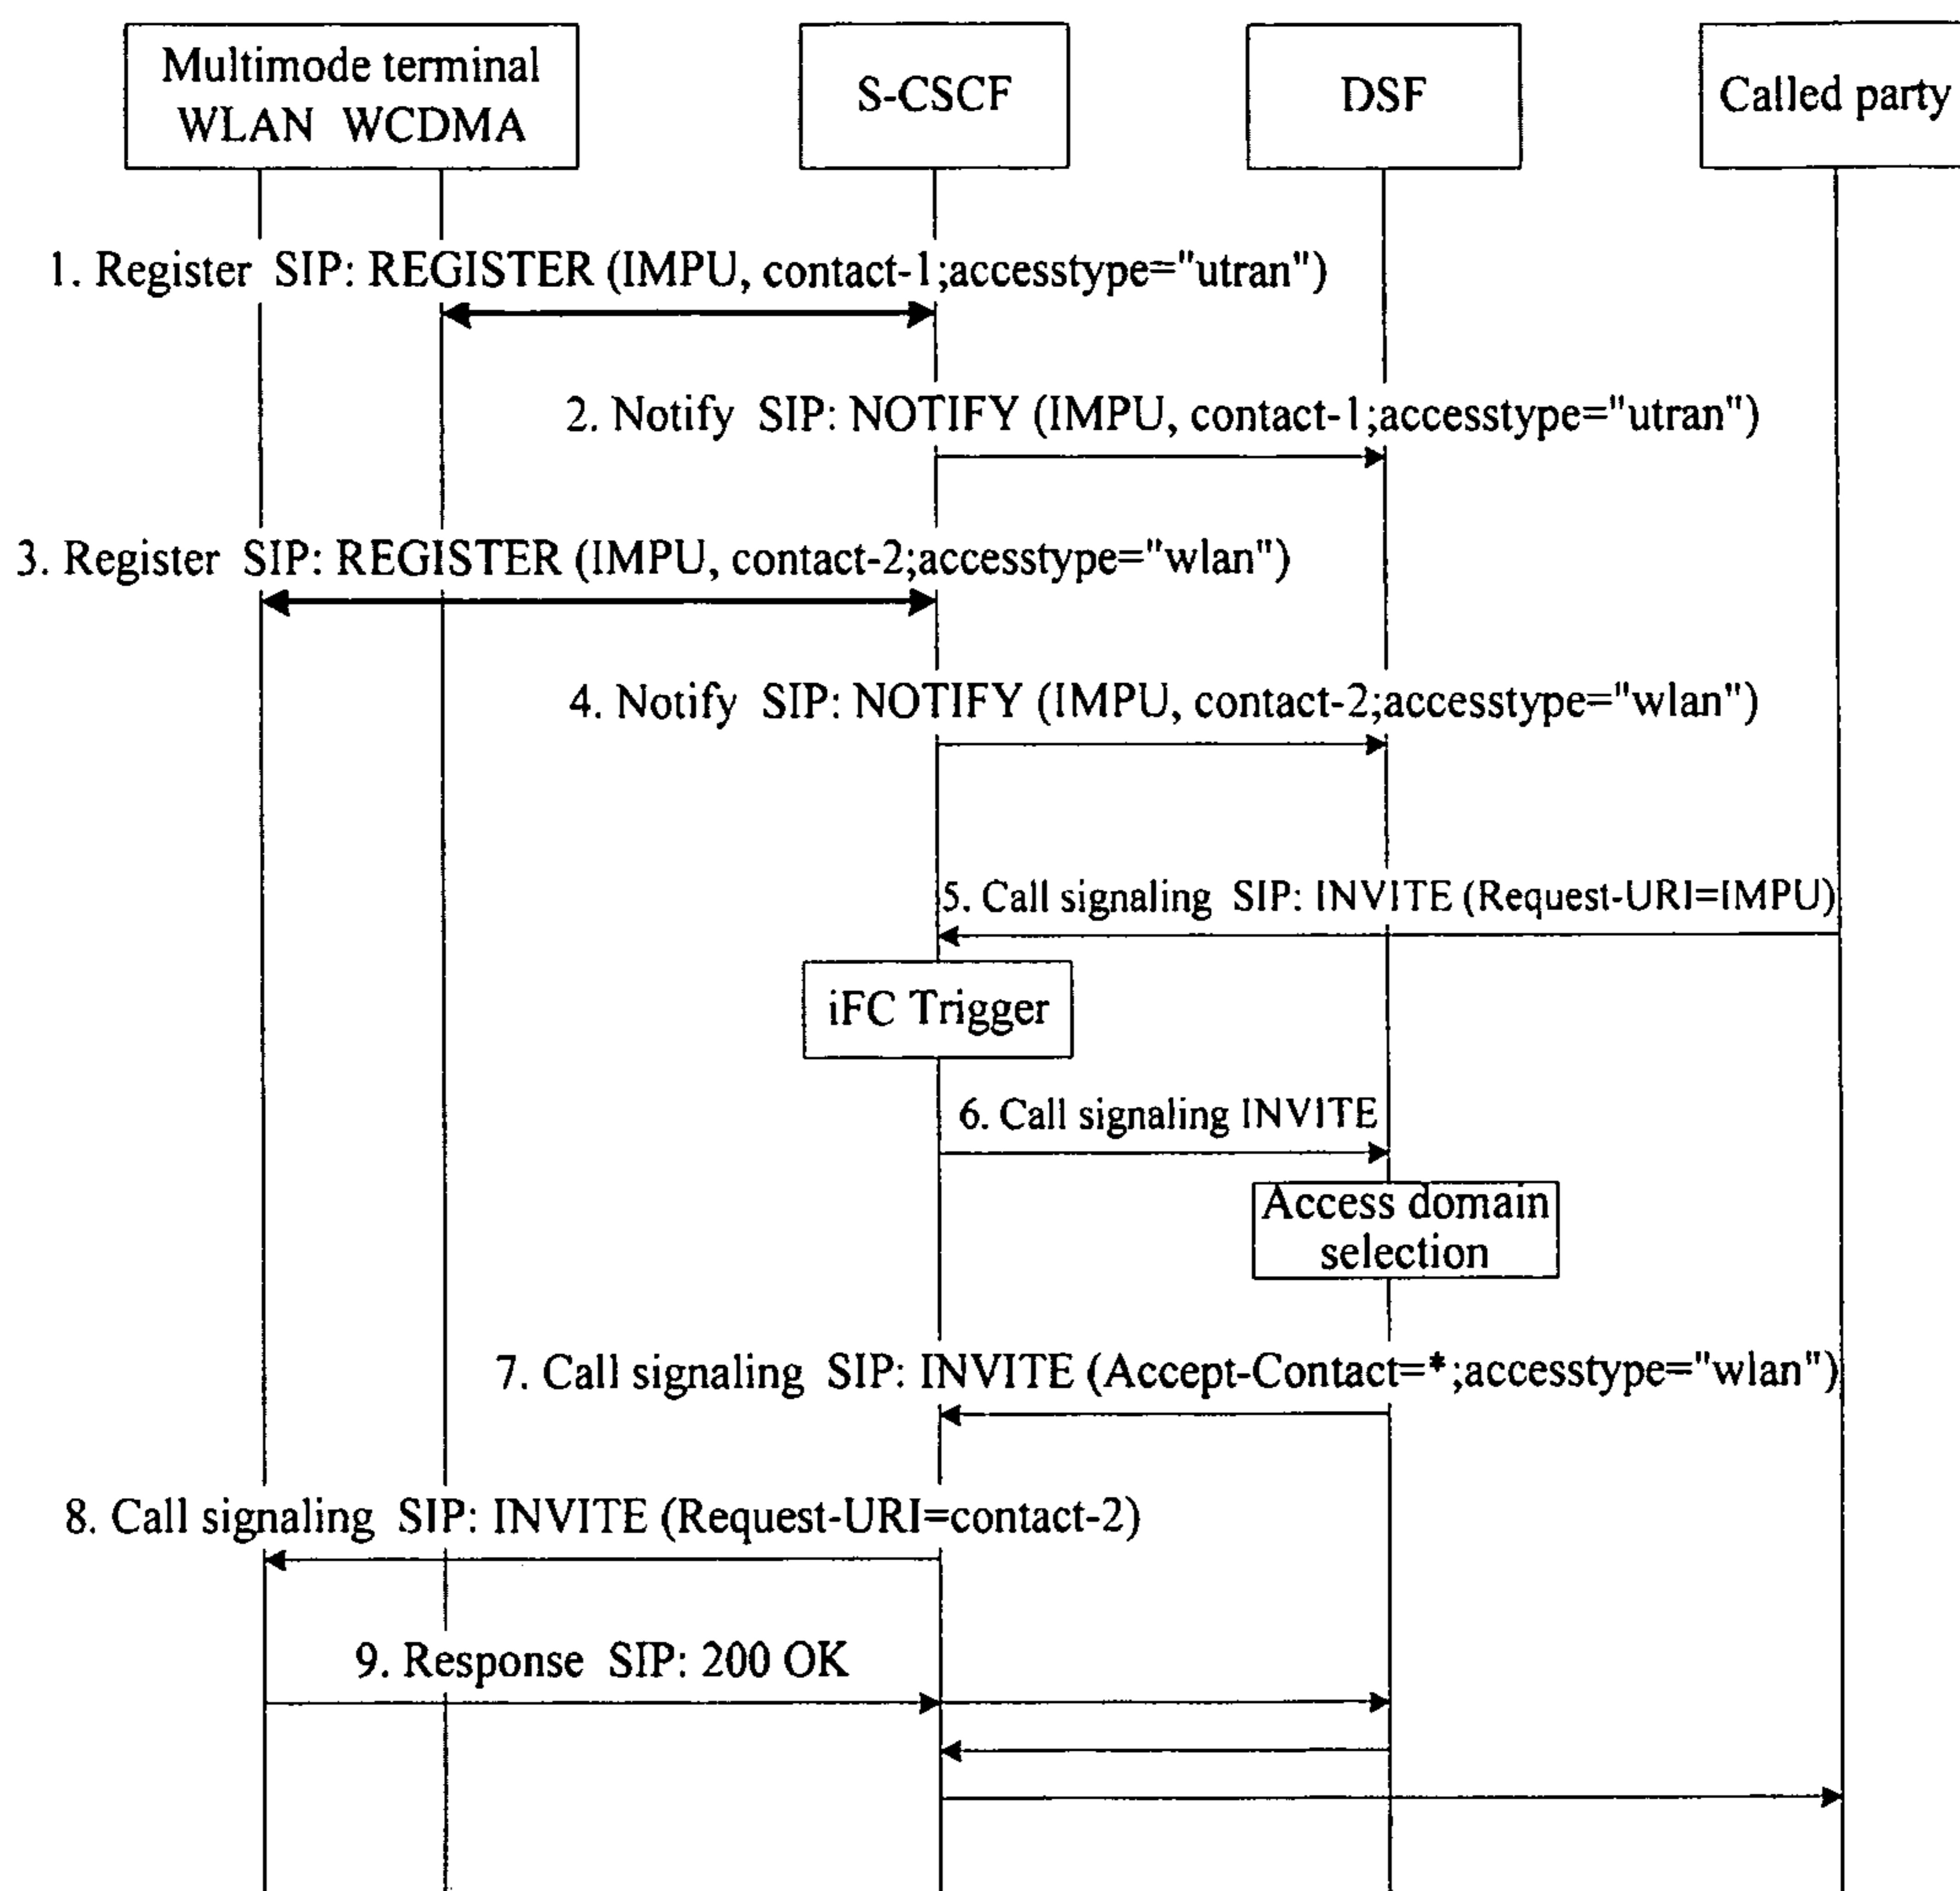 Multimode terminal
WLAN WCDMA
S-CSCF
DSF
Called party
1. Register SIP: REGISTER (IMPU, contact-1;accesstype="utran")
2. Notify SIP: NOTIFY (IMPU, contact-1;accesstype="utran")
3. Register SIP: REGISTER (IMPU, contact-2;accesstype="wlan")
4. Notify SIP: NOTIFY (IMPU, contact-2;accesstype="wlan")
5. Call signaling SIP: INVITE (Request-URI=IMPU)
iFC Trigger
6. Call signaling INVITE
Access domain
selection
7. Call signaling SIP: INVITE (Accept-Contact=*;accesstype="wlan")
8. Call signaling SIP: INVITE (Request-URI=contact-2)
9. Response SIP: 200 OK